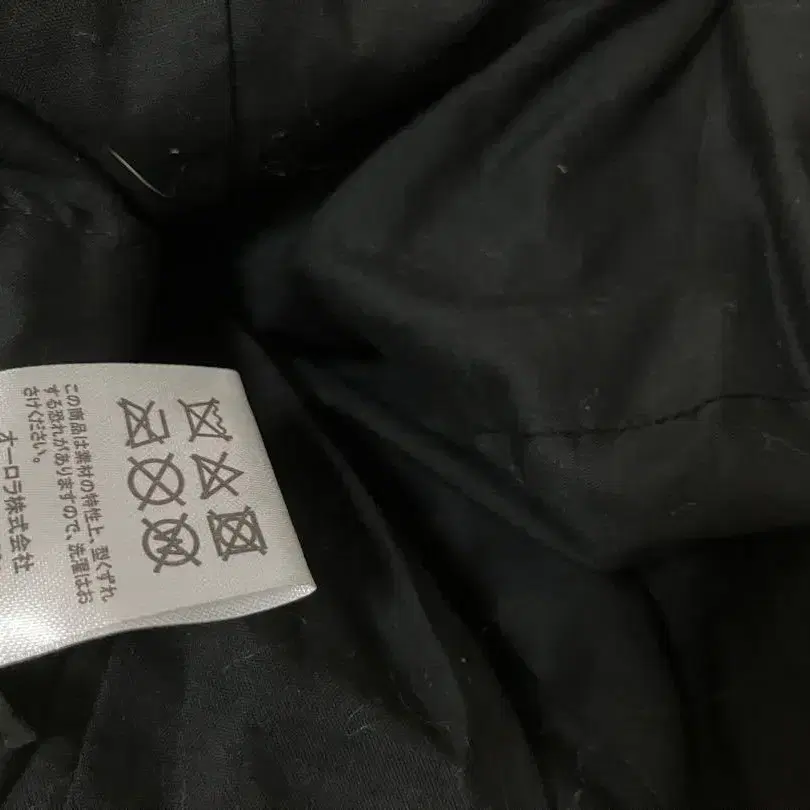 この商品は素材の特性上、型くずれ
する恐れがありますので、洗濯はお
さけください。
オーロラ株式会社